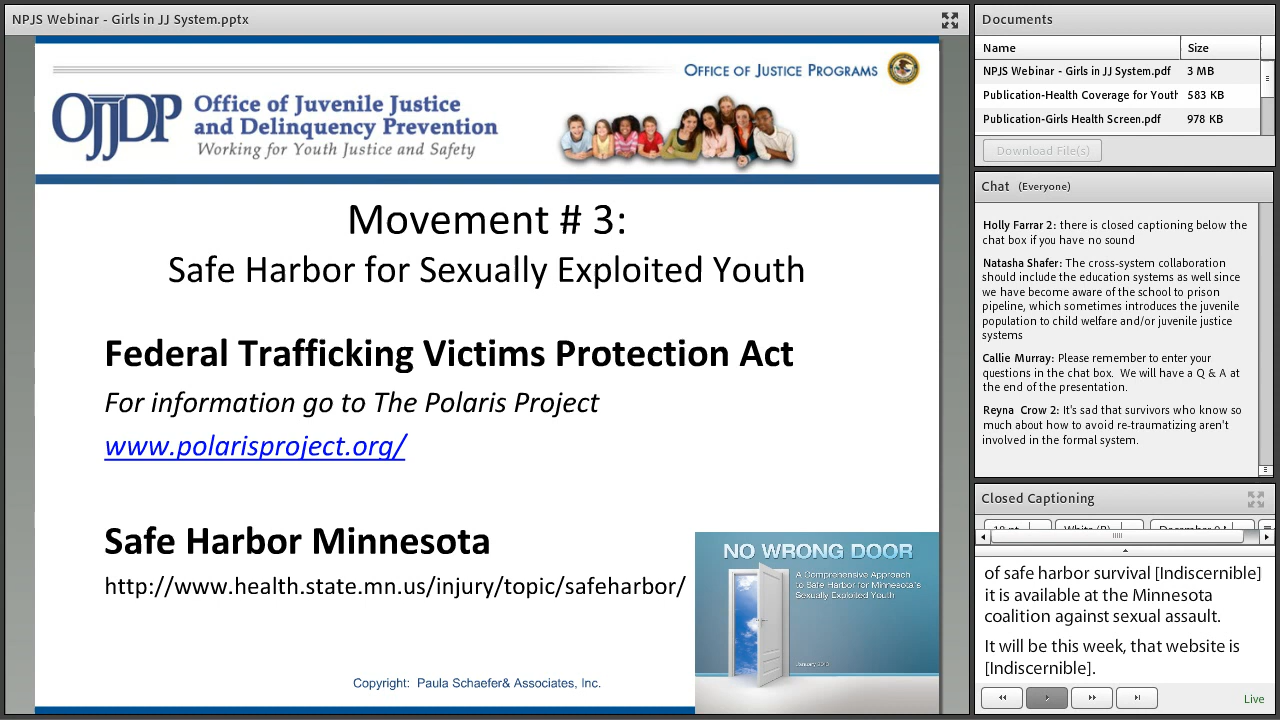 NPJS Webinar - Girls in JJ System.pptx
OFFICE OF JUSTICE PROGRAMS
OJJDP
Office of Juvenile Justice
and Delinquency Prevention
Working for Youth Justice and Safety
Movement # 3:
Safe Harbor for Sexually Exploited Youth
Federal Trafficking Victims Protection Act
For information go to The Polaris Project
www.polarisproject.org/
Safe Harbor Minnesota
http://www.health.state.mn.us/injury/topic/safeharbor/
NO WRONG DOOR
A Comprehensive Approach
to Safe Harbor for Minnesota's
Sexually Exploited Youth
January 2013
Copyright: Paula Schaefer& Associates, Inc.
Documents
Name Size
NPJS Webinar - Girls in JJ System.pdf 3 MB
Publication-Health Coverage for Youth 583 KB
Publication-Girls Health Screen.pdf 978 KB
Download File(s)
Chat (Everyone)
Holly Farrar 2: there is closed captioning below the
chat box if you have no sound
Natasha Shafer: The cross-system collaboration
should include the education systems as well since
we have become aware of the school to prison
pipeline, which sometimes introduces the juvenile
population to child welfare and/or juvenile justice
systems
Callie Murray: Please remember to enter your
questions in the chat box. We will have a Q & A at
the end of the presentation.
Reyna Crow 2: It's sad that survivors who know so
much about how to avoid re-traumatizing aren't
involved in the formal system.
Closed Captioning
of safe harbor survival [Indiscernible]
it is available at the Minnesota
coalition against sexual assault.
It will be this week, that website is
[Indiscernible].
Live